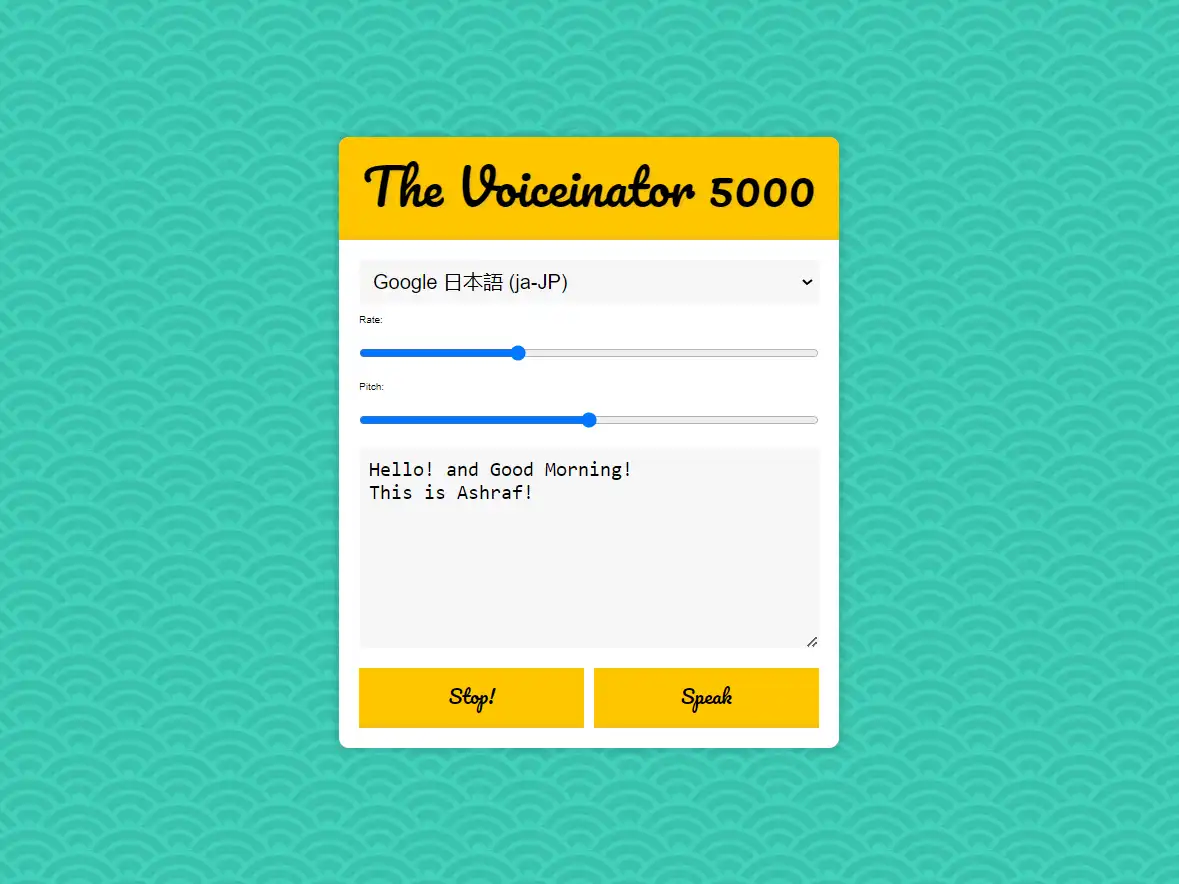 The Voiceinator 5000
Google 日本語 (ja-JP)
Rate:
Pitch:
Hello! and Good Morning!
This is Ashraf!
Stop!
Speak